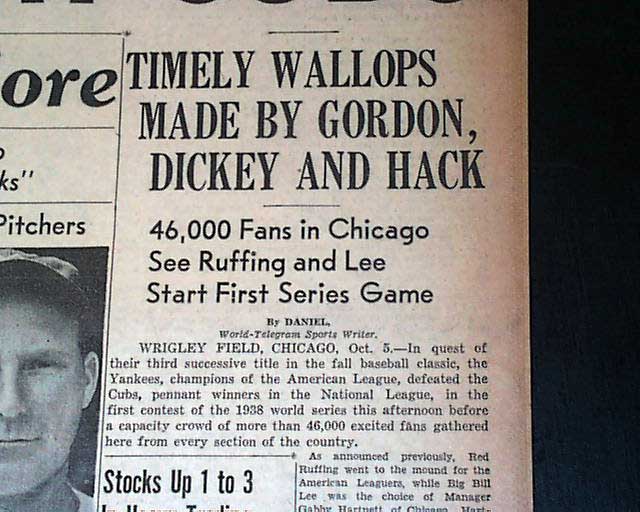 ore
ks"
Pitchers
TIMELY WALLOPS
MADE BY GORDON,
DICKEY AND HACK
46,000 Fans in Chicago
See Ruffing and Lee
Start First Series Game
By DANIEL,
World-Telegram Sports Writer.
WRIGLEY FIELD, CHICAGO, Oct. 5.—In quest of
their third successive title in the fall baseball classic, the
Yankees, champions of the American League, defeated the
Cubs, pennant winners in the National League, in the
first contest of the 1938 world series this afternoon before
a capacity crowd of more than 46,000 excited fans gathered
here from every section of the country.
Stocks Up 1 to 3
As announced previously, Red
Ruffing went to the mound for the
American Leaguers, while Big Bill
Lee was the choice of Manager
Gabby Hartnett of Chicago.